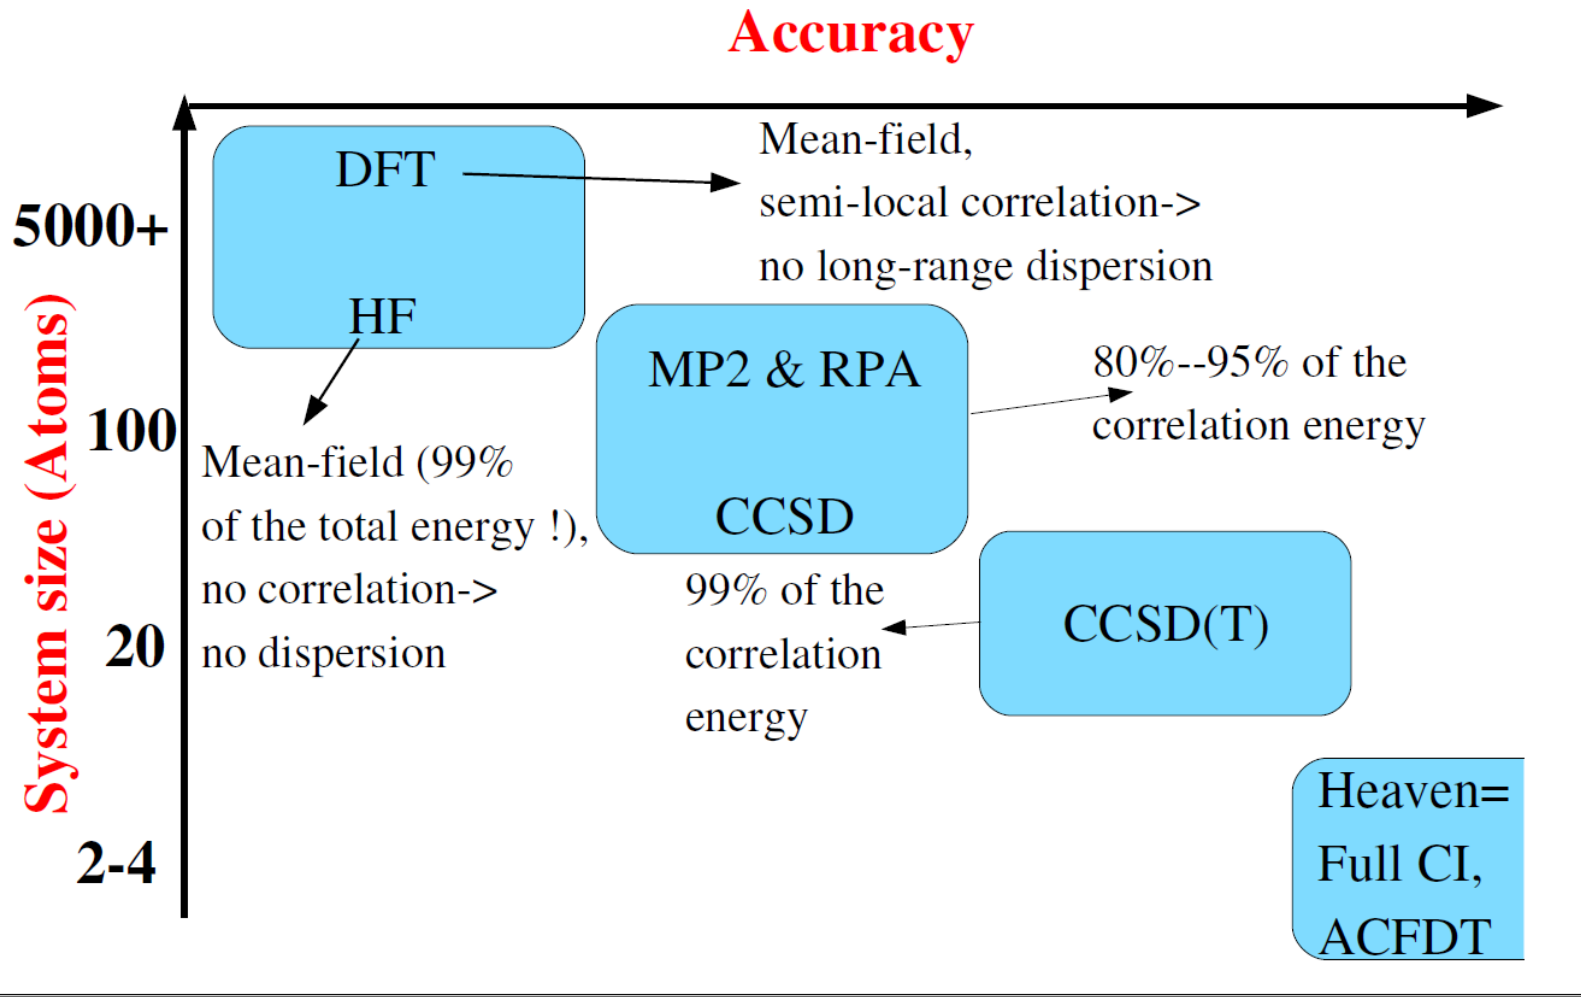 Accuracy
DFT
Mean-field,
semi-local correlation->
no long-range dispersion
5000+
HF
System size (Atoms)
MP2 & RPA
80%--95% of the
correlation energy
100
Mean-field (99%
of the total energy !),
no correlation->
no dispersion
CCSD
99% of the
correlation
energy
CCSD(T)
20
2-4
Heaven=
Full CI,
ACFDT